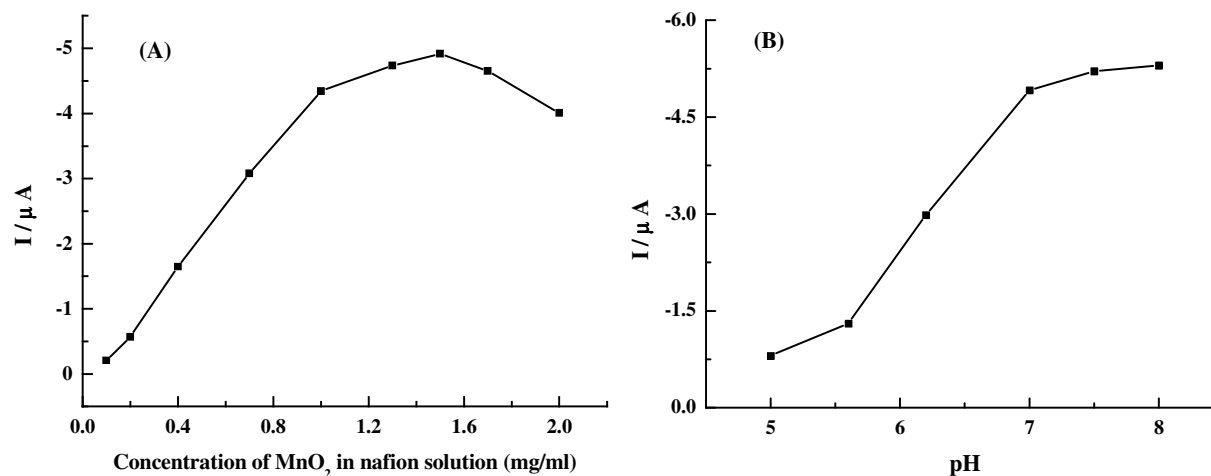 (A)
I / μ A
-5
-4
-3
-2
-1
0
0.0 0.4 0.8 1.2 1.6 2.0
Concentration of MnO₂ in nafion solution (mg/ml)
(B)
I / μ A
-6.0
-4.5
-3.0
-1.5
0.0
5 6 7 8
pH